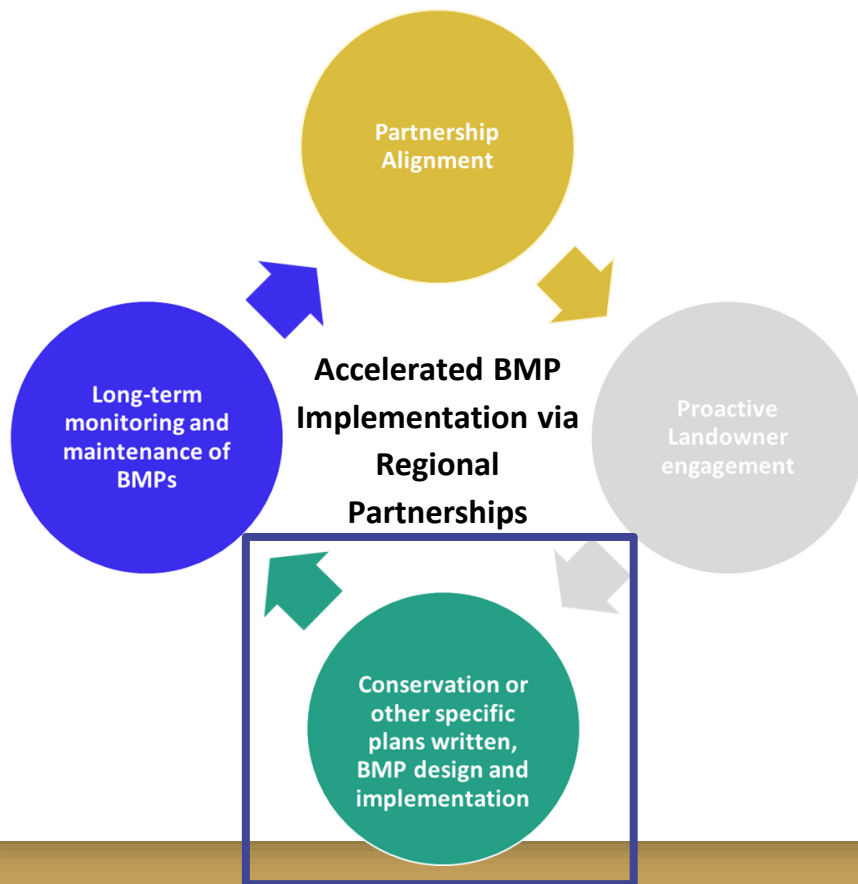 Partnership
Alignment
Accelerated BMP
Implementation via
Regional
Partnerships
Long-term
monitoring and
maintenance of
BMPs
Proactive
Landowner
engagement
Conservation or
other specific
plans written,
BMP design and
implementation